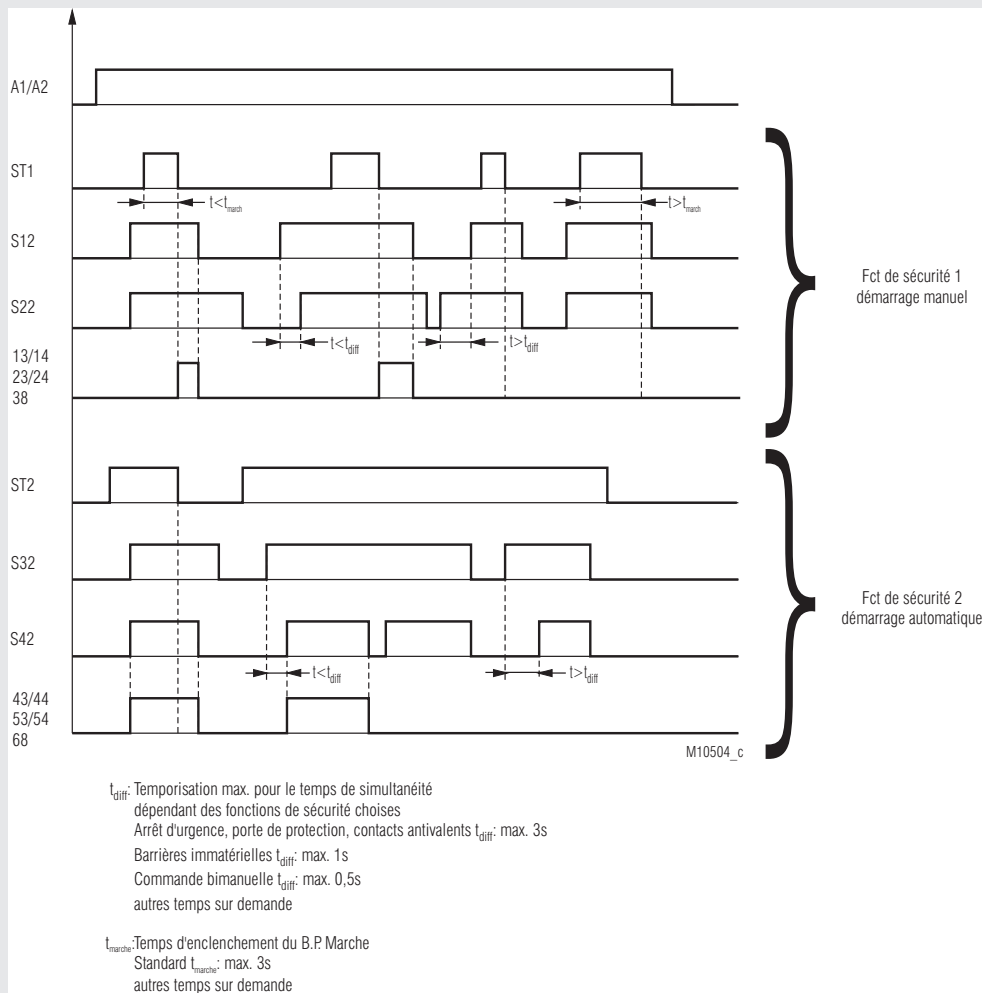 A1/A2
ST1
t<t_march
t>t_march
S12
S22
t<t_diff
t>t_diff
13/14
23/24
38
Fct de sécurité 1
démarrage manuel
ST2
S32
S42
t<t_diff
t>t_diff
43/44
53/54
68
Fct de sécurité 2
démarrage automatique
M10504_c
t_diff: Temporisation max. pour le temps de simultanéité
dépendant des fonctions de sécurité choises
Arrêt d'urgence, porte de protection, contacts antivalents t_diff: max. 3s
Barrières immatérielles t_diff: max. 1s
Commande bimanuelle t_diff: max. 0,5s
autres temps sur demande
t_marche:Temps d'enclenchement du B.P. Marche
Standard t_marche: max. 3s
autres temps sur demande